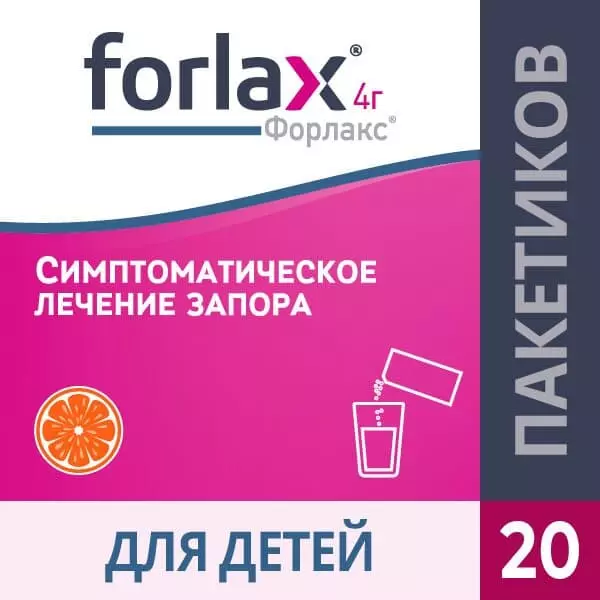 forlax®
4г
Форлакс®
Симптоматическое
лечение запора
ДЛЯ ДЕТЕЙ
ПАКЕТИКОВ
20